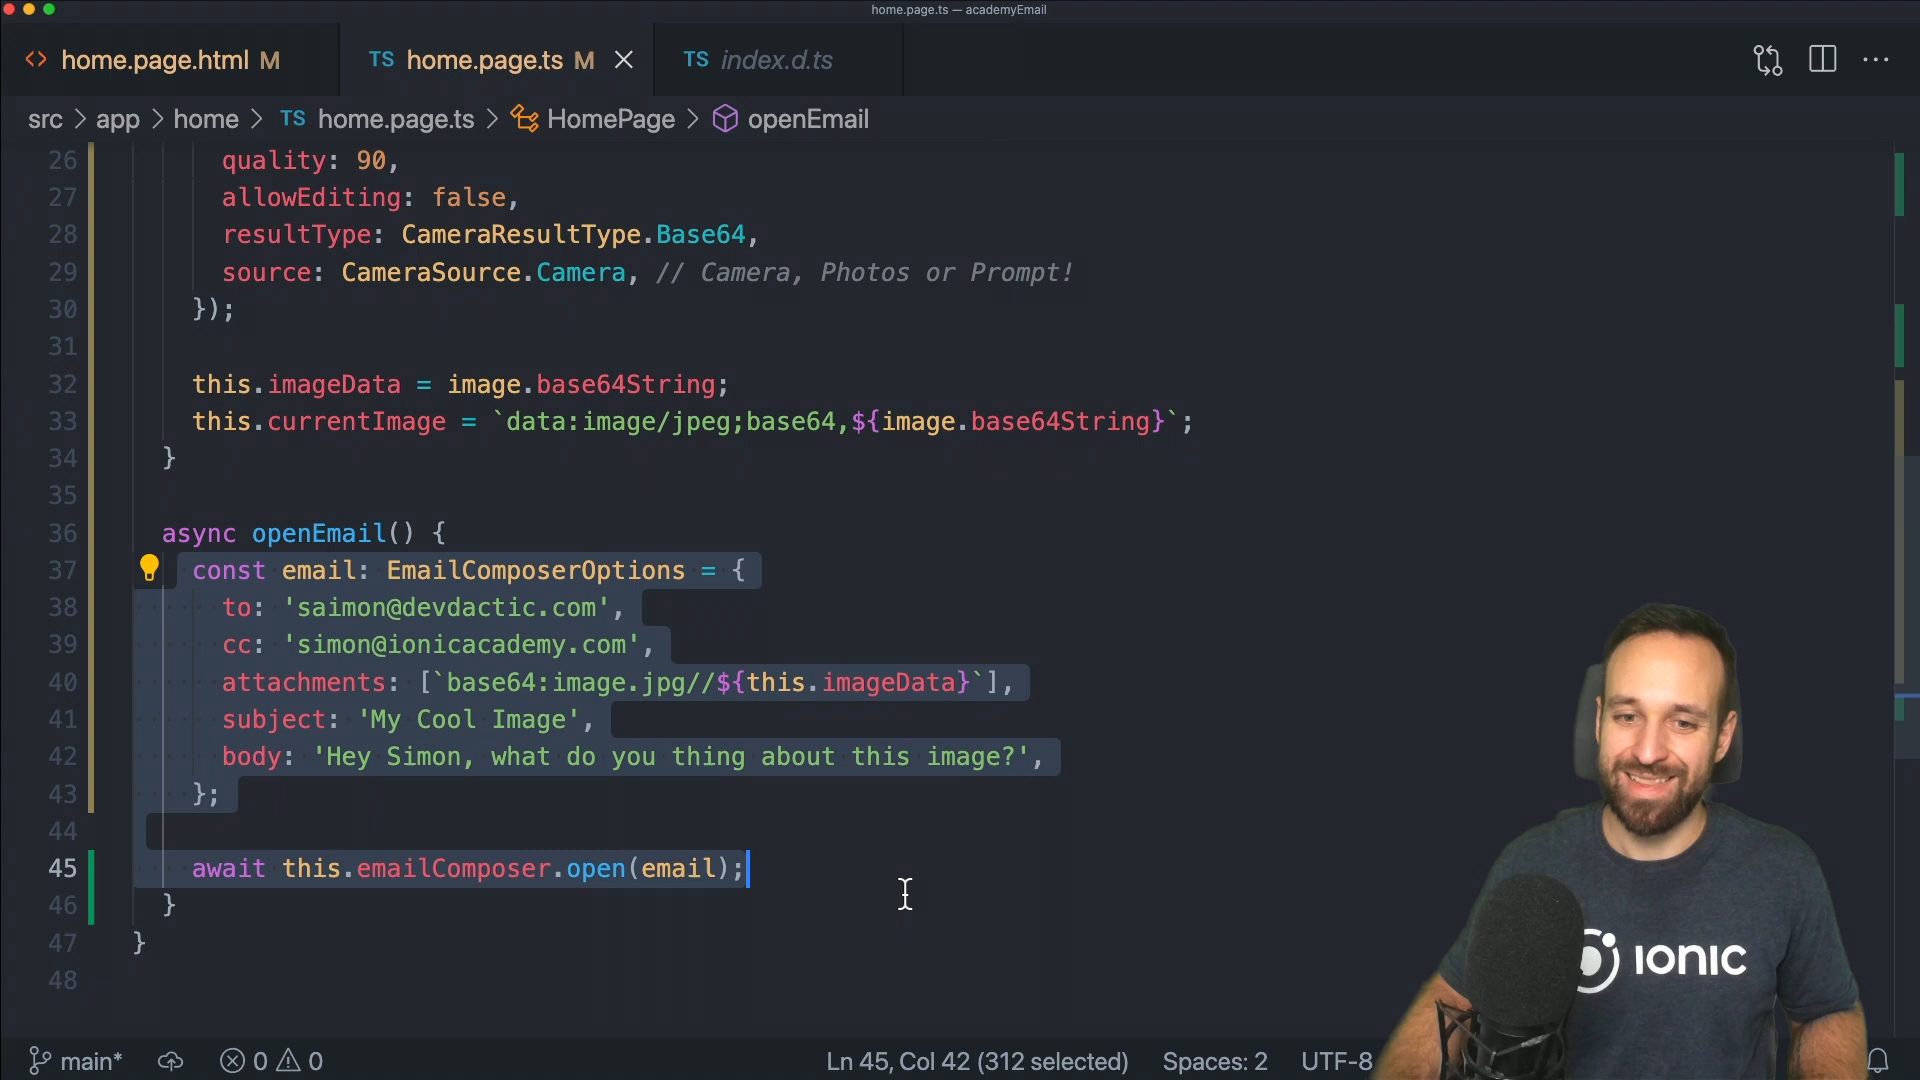 home.page.ts — academyEmail
<> home.page.html M
TS home.page.ts M
TS index.d.ts
src > app > home > TS home.page.ts > HomePage > openEmail
26 quality: 90,
27 allowEditing: false,
28 resultType: CameraResultType.Base64,
29 source: CameraSource.Camera, // Camera, Photos or Prompt!
30 });
31
32 this.imageData = image.base64String;
33 this.currentImage = `data:image/jpeg;base64,${image.base64String}`;
34 }
35
36 async openEmail() {
37 const email: EmailComposerOptions = {
38 to: 'saimon@devdactic.com',
39 cc: 'simon@ionicacademy.com',
40 attachments: [`base64:image.jpg//${this.imageData}`],
41 subject: 'My Cool Image',
42 body: 'Hey Simon, what do you thing about this image?',
43 };
44
45 await this.emailComposer.open(email);
46 }
47 }
48
IONIC
main* 0 0 Ln 45, Col 42 (312 selected) Spaces: 2 UTF-8